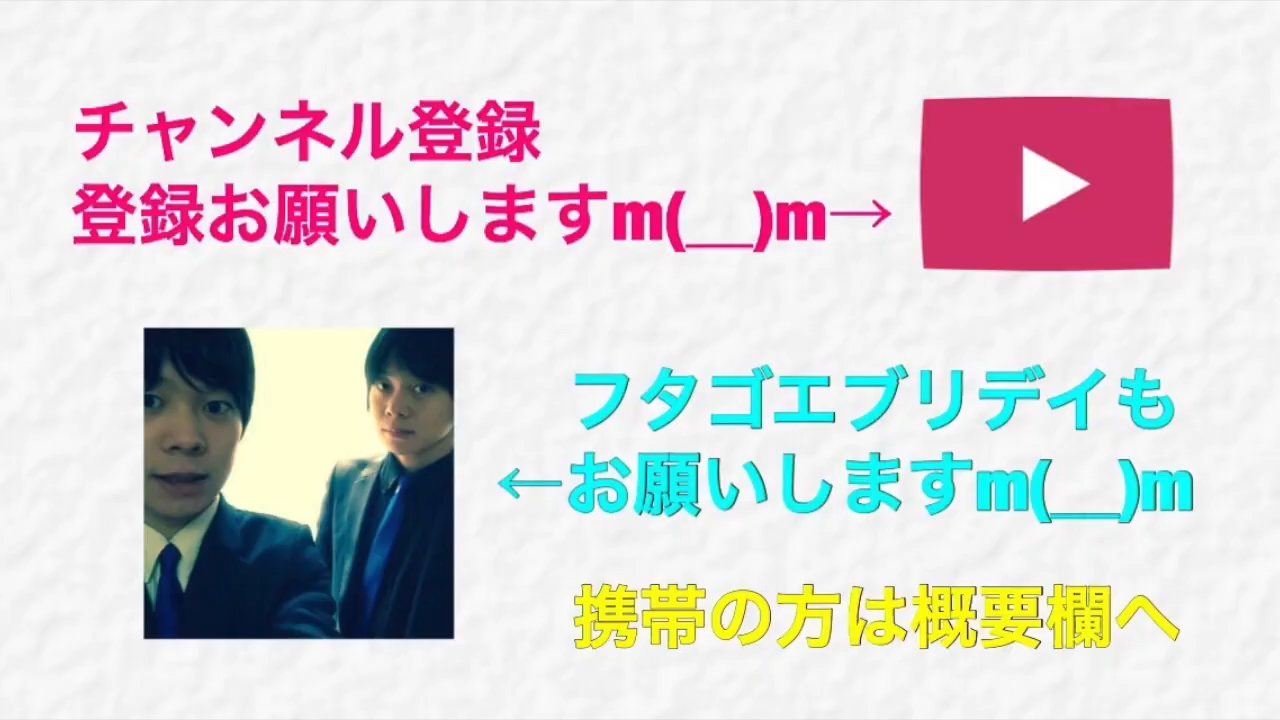 チャンネル登録
登録お願いしますm(__)m→
フタゴエブリデイも
←お願いしますm(__)m
携帯の方は概要欄へ